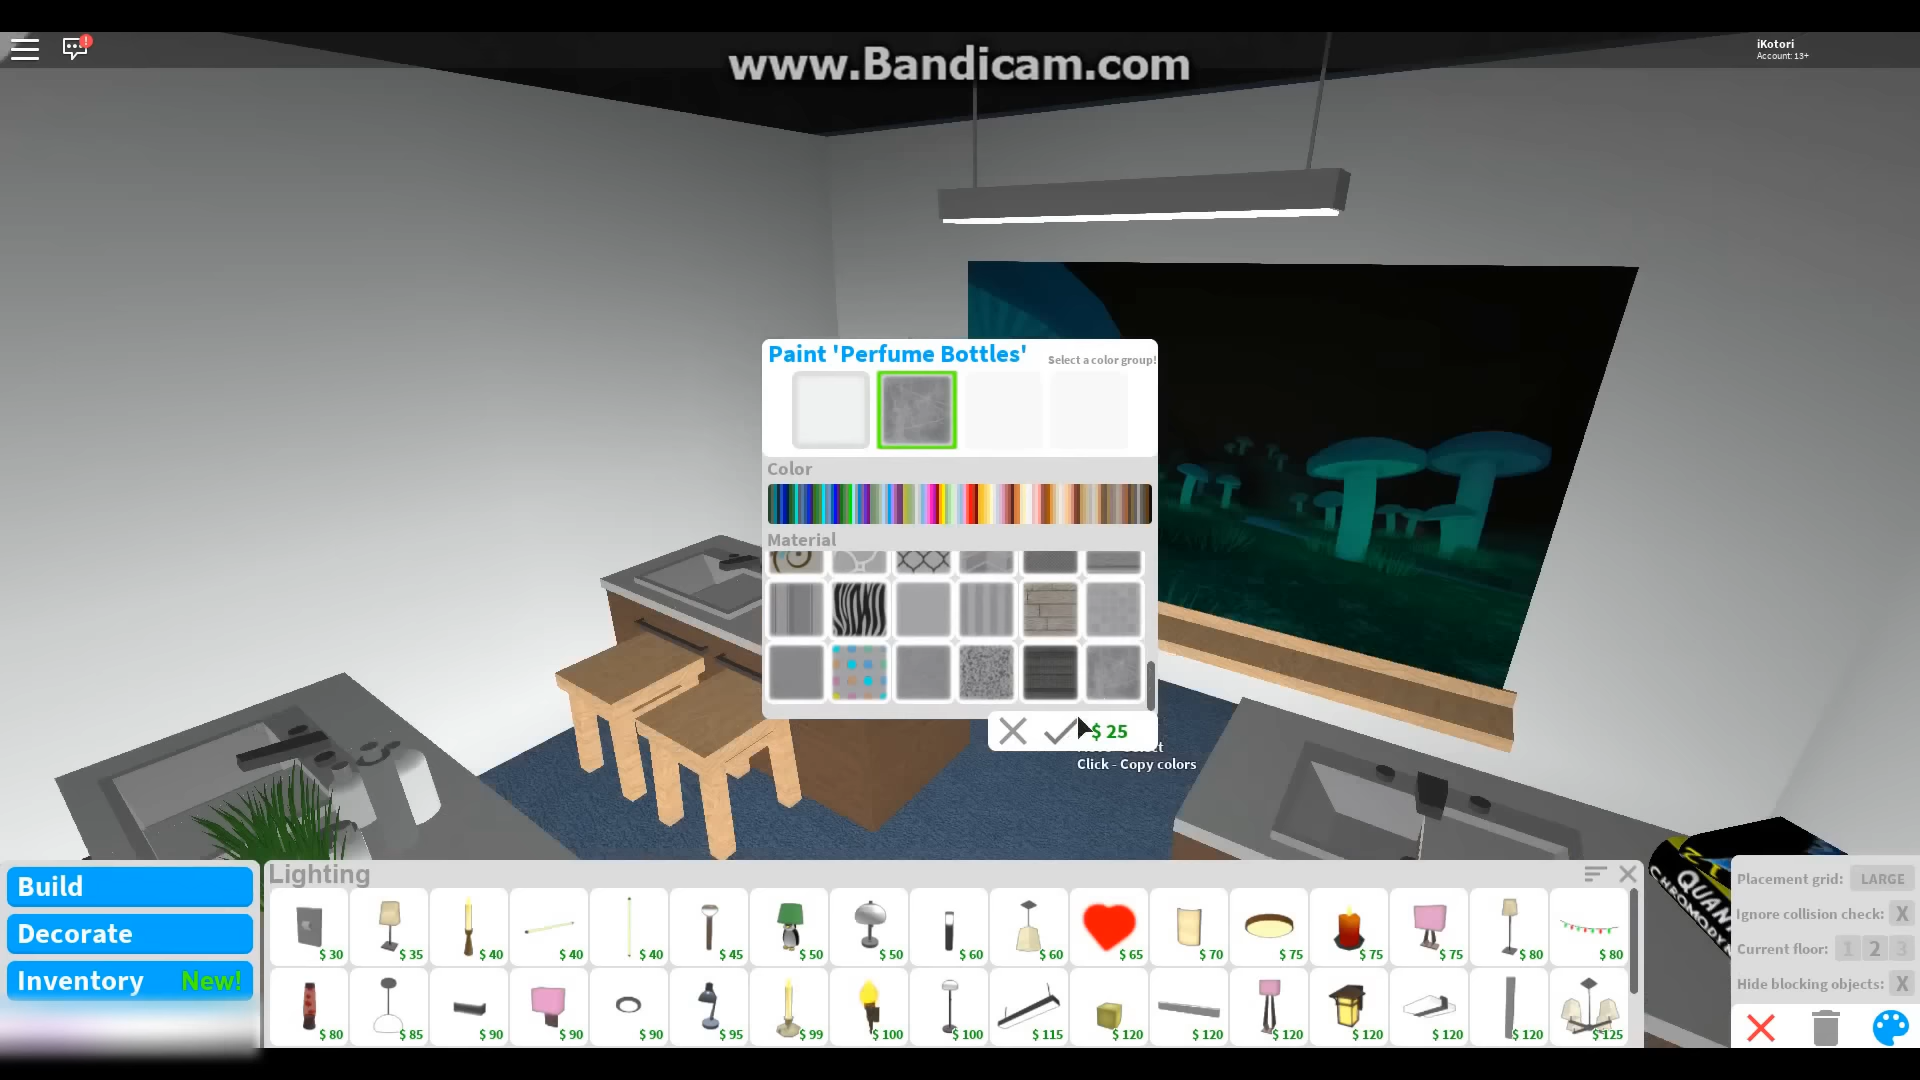 www.Bandicam.com
iKotori
Account: 13+
Paint 'Perfume Bottles'
Select a color group!
Color
Material
$ 25
Click - Copy colors
Build
Decorate
Inventory New!
Lighting
$ 30 $ 35 $ 40 $ 40 $ 40 $ 45 $ 50 $ 50 $ 60 $ 60 $ 65 $ 70 $ 75 $ 75 $ 75 $ 80 $ 80
$ 80 $ 85 $ 90 $ 90 $ 90 $ 95 $ 99 $ 100 $ 100 $ 115 $ 120 $ 120 $ 120 $ 120 $ 120 $ 120 $ 125
Placement grid: LARGE
Ignore collision check: X
Current floor: 1 2 3
Hide blocking objects: X